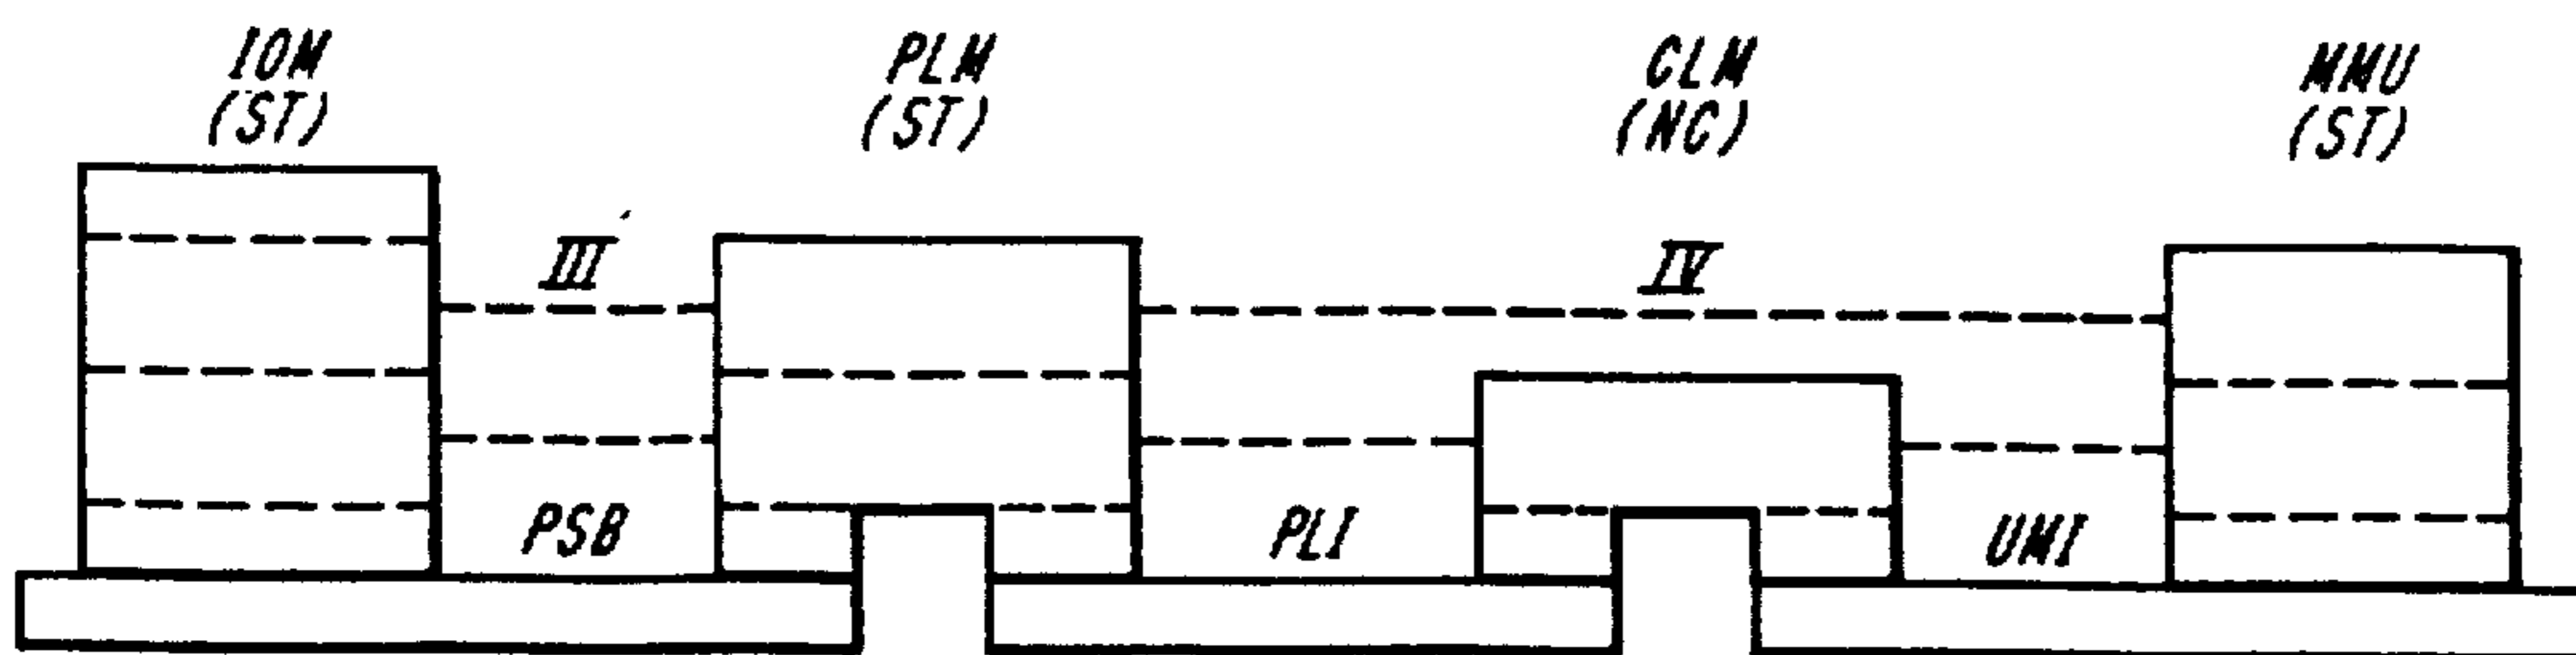 IOM
(ST)
PLM
(ST)
CLM
(NC)
MMU
(ST)
III
IV
PSB
PLI
UMI